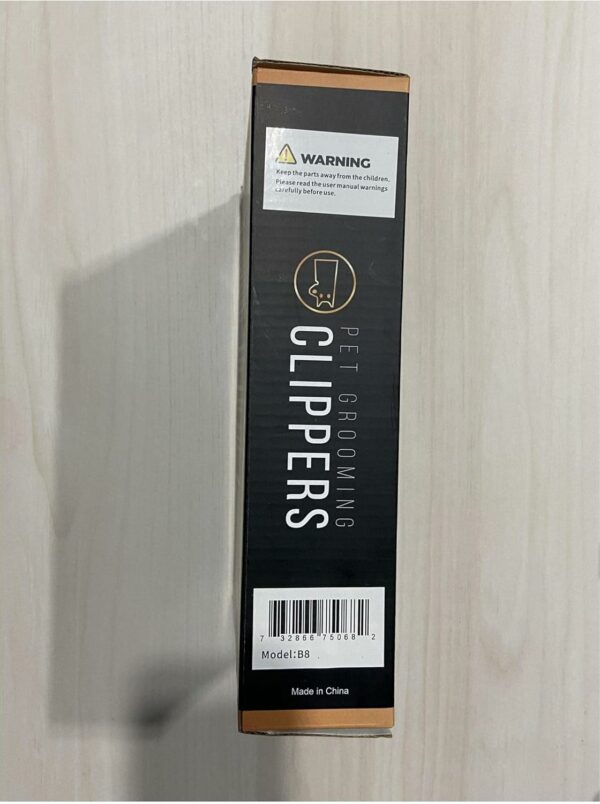 WARNING
Keep the parts away from the children.
Please read the user manual warnings
carefully before use.
PET GROOMING
CLIPPERS
7 32866 75068 2
Model:B8
Made in China